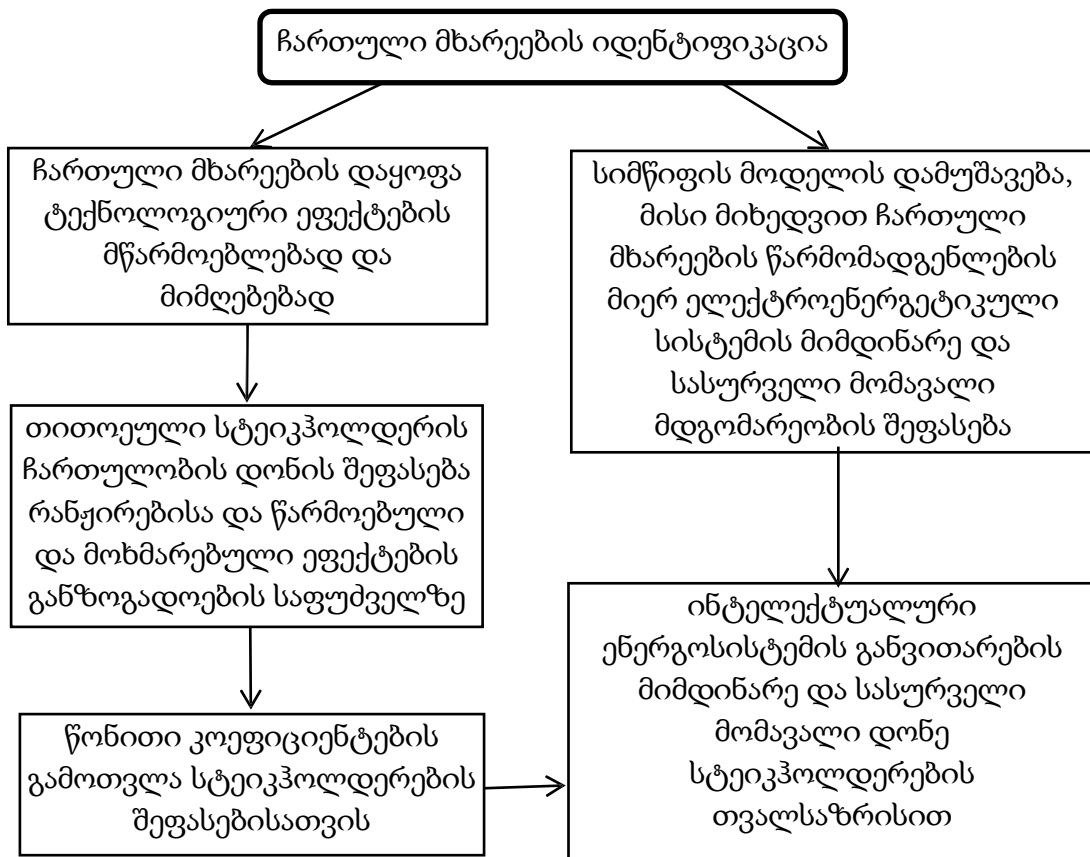 ჩართული მხარეების იდენტიფიკაცია
ჩართული მხარეების დაყოფა
ტექნოლოგიური ეფექტების
მწარმოებლებად და
მიმღებებად
სიმწიფის მოდელის დამუშავება,
მისი მიხედვით ჩართული
მხარეების წარმომადგენლების
მიერ ელექტროენერგეტიკული
სისტემის მიმდინარე და
სასურველი მომავალი
მდგომარეობის შეფასება
თითოეული სტეიკჰოლდერის
ჩართულობის დონის შეფასება
რანჟირებისა და წარმოებული
და მოხმარებული ეფექტების
განზოგადოების საფუძველზე
წონითი კოეფიციენტების
გამოთვლა სტეიკჰოლდერების
შეფასებისათვის
ინტელექტუალური
ენერგოსისტემის განვითარების
მიმდინარე და სასურველი
მომავალი დონე
სტეიკჰოლდერების
თვალსაზრისით